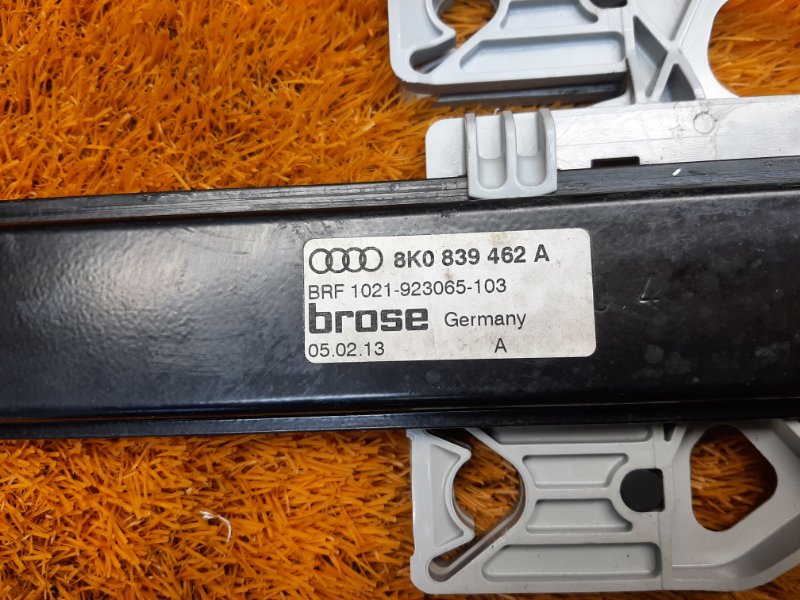 8K0 839 462 A
BRF 1021-923065-103
brose Germany
05.02.13 A